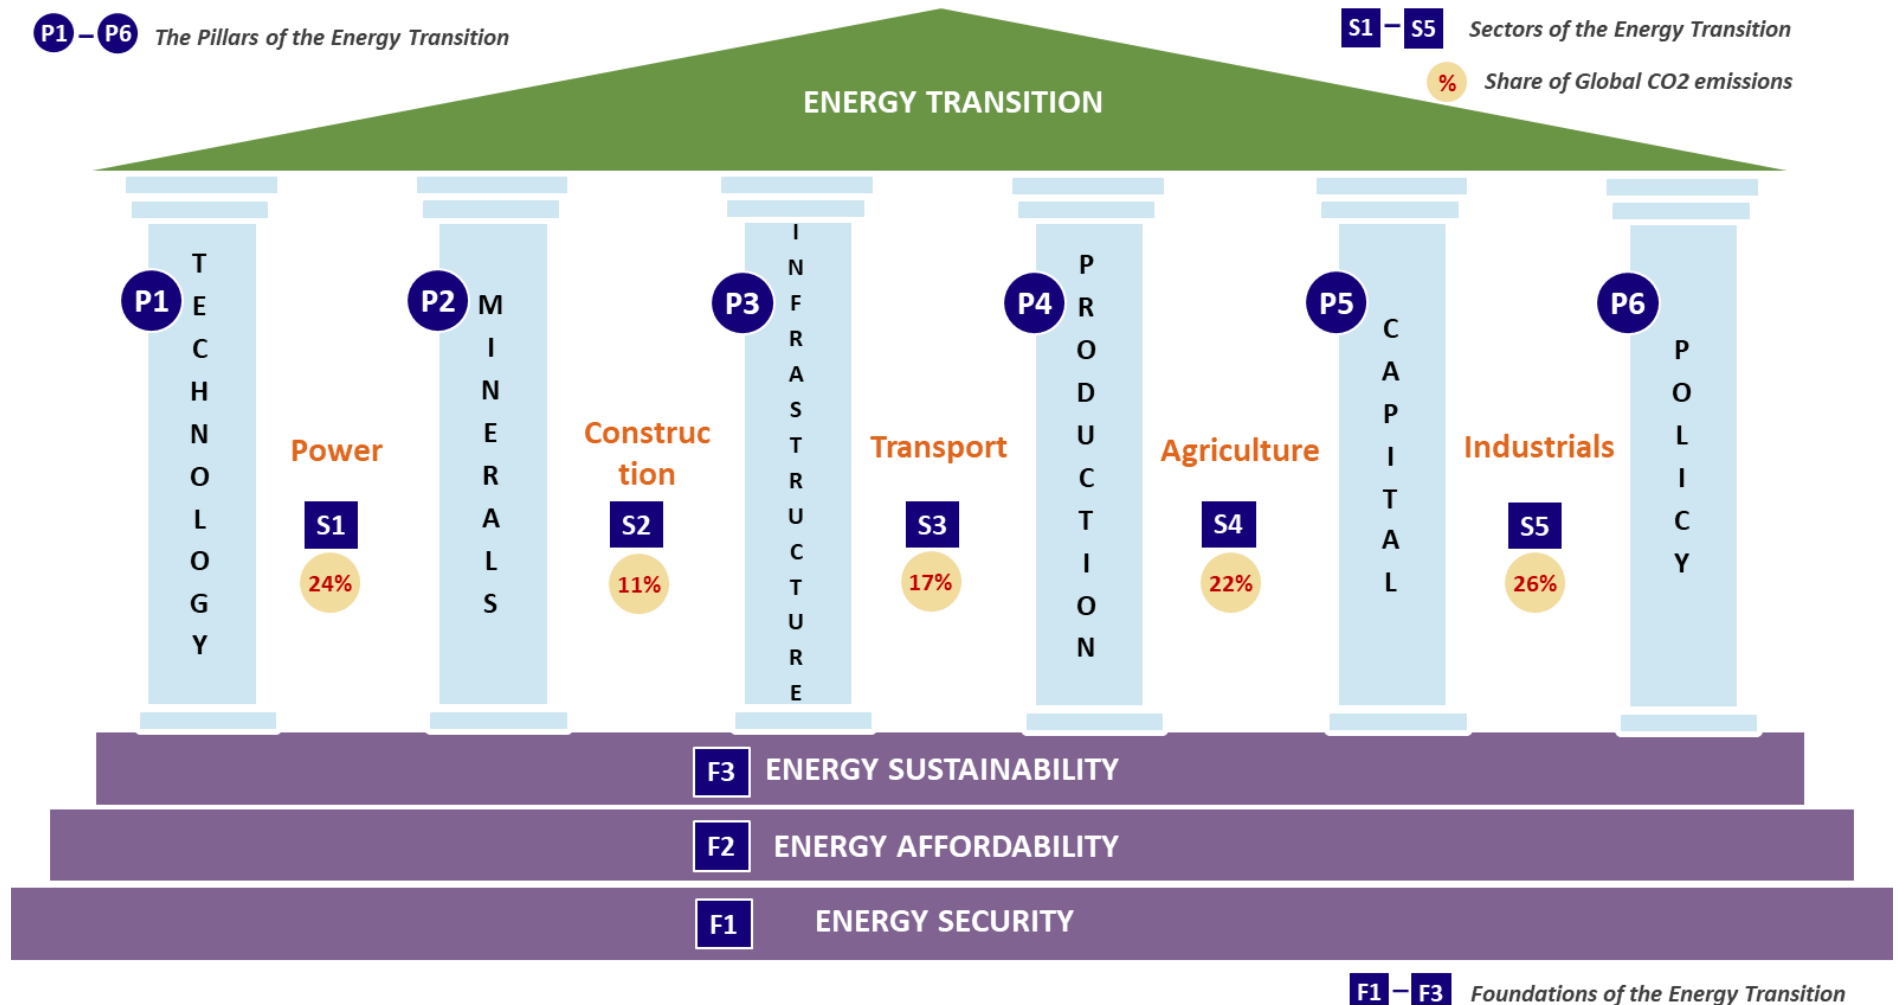 P1 – P6 The Pillars of the Energy Transition
S1 – S5 Sectors of the Energy Transition
% Share of Global CO2 emissions
ENERGY TRANSITION
P1
TECHNOLOGY
P2
MINERALS
P3
INFRASTRUCTURE
P4
PRODUCTION
P5
CAPITAL
P6
POLICY
Power
S1
24%
Construc
tion
S2
11%
Transport
S3
17%
Agriculture
S4
22%
Industrials
S5
26%
F3 ENERGY SUSTAINABILITY
F2 ENERGY AFFORDABILITY
F1 ENERGY SECURITY
F1 – F3 Foundations of the Energy Transition